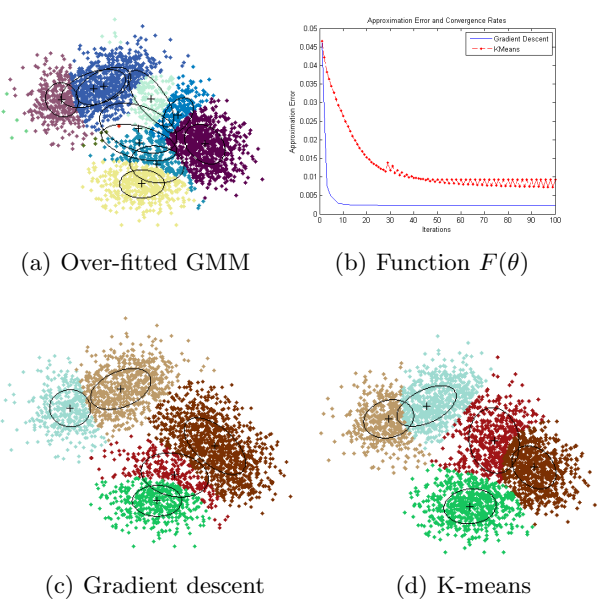 Approximation Error and Convergence Rates
Gradient Descent
KMeans
Approximation Error
0.05
0.045
0.04
0.035
0.03
0.025
0.02
0.015
0.01
0.005
0
0 10 20 30 40 50 60 70 80 90 100
Iterations
(a) Over-fitted GMM
(b) Function F(θ)
(c) Gradient descent
(d) K-means